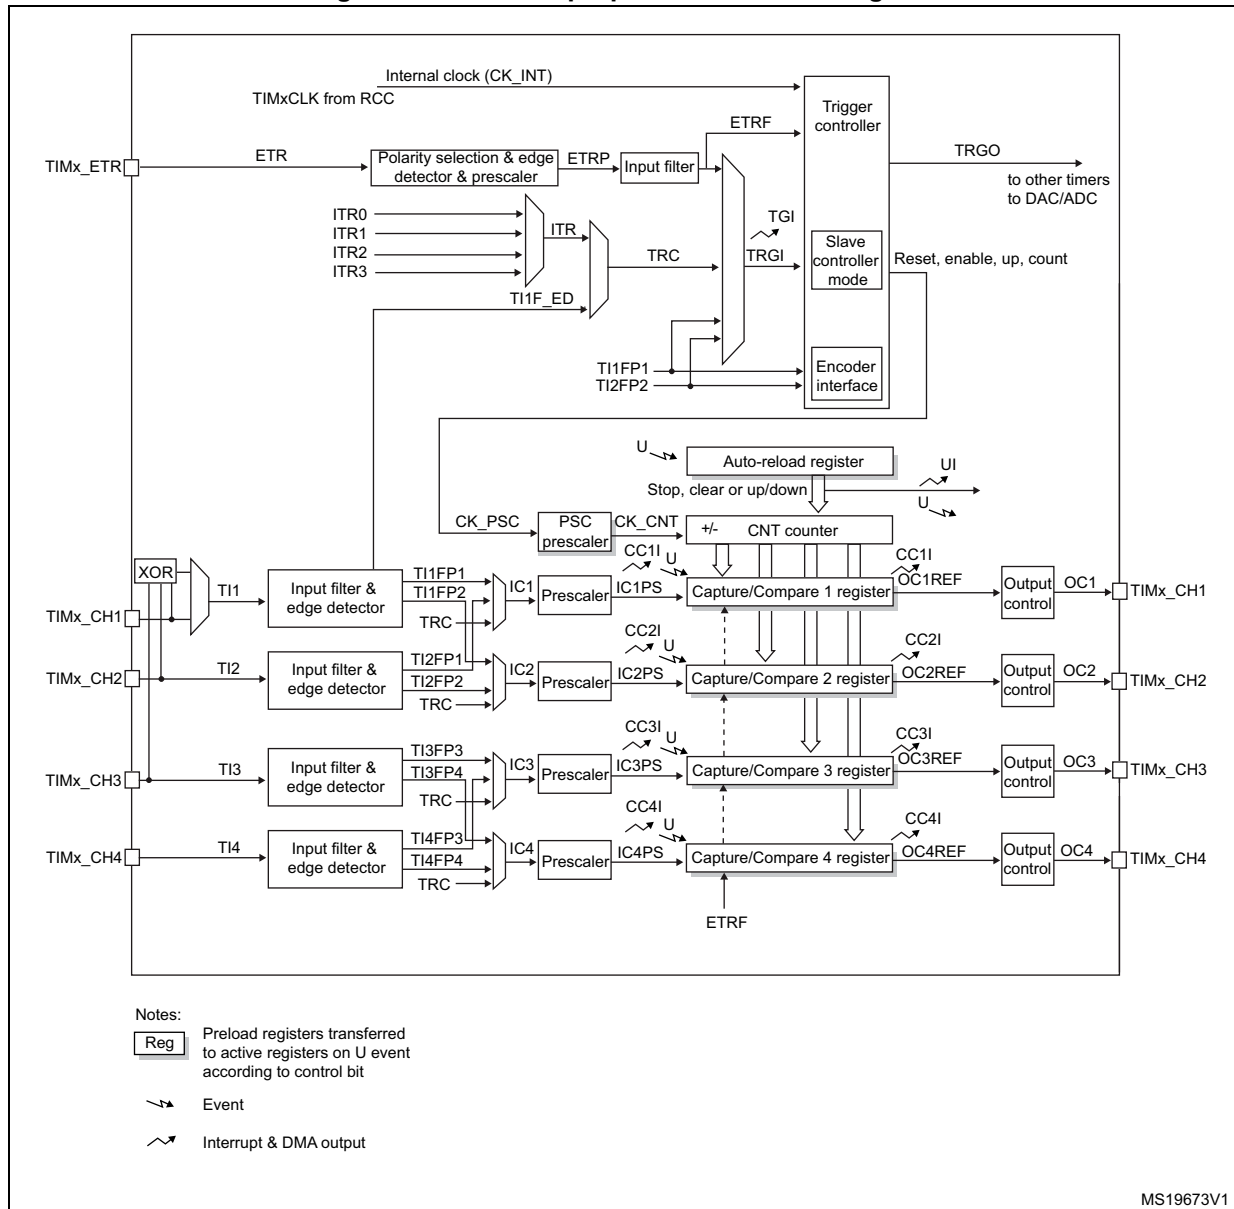 Internal clock (CK_INT)
TIMxCLK from RCC
Trigger
controller
ETRF
TIMx_ETR
ETR
Polarity selection & edge
detector & prescaler
ETRP
Input filter
TRGO
to other timers
to DAC/ADC
ITR0
ITR1
ITR2
ITR3
ITR
TRC
TGI
TRGI
Slave
controller
mode
Reset, enable, up, count
TI1F_ED
TI1FP1
TI2FP2
Encoder
interface
U
Auto-reload register
UI
Stop, clear or up/down
U
CK_PSC
PSC
prescaler
CK_CNT
+/-
CNT counter
XOR
TI1
TIMx_CH1
Input filter &
edge detector
TI1FP1
TI1FP2
TRC
IC1
Prescaler
IC1PS
CC1I
U
Capture/Compare 1 register
CC1I
OC1REF
Output
control
OC1
TIMx_CH1
TIMx_CH2
TI2
Input filter &
edge detector
TI2FP1
TI2FP2
TRC
IC2
Prescaler
IC2PS
CC2I
U
Capture/Compare 2 register
CC2I
OC2REF
Output
control
OC2
TIMx_CH2
TIMx_CH3
TI3
Input filter &
edge detector
TI3FP3
TI3FP4
TRC
IC3
Prescaler
IC3PS
CC3I
U
Capture/Compare 3 register
CC3I
OC3REF
Output
control
OC3
TIMx_CH3
TIMx_CH4
TI4
Input filter &
edge detector
TI4FP3
TI4FP4
TRC
IC4
Prescaler
IC4PS
CC4I
U
Capture/Compare 4 register
CC4I
OC4REF
Output
control
OC4
TIMx_CH4
ETRF
Notes:
Reg
Preload registers transferred
to active registers on U event
according to control bit
Event
Interrupt & DMA output
MS19673V1